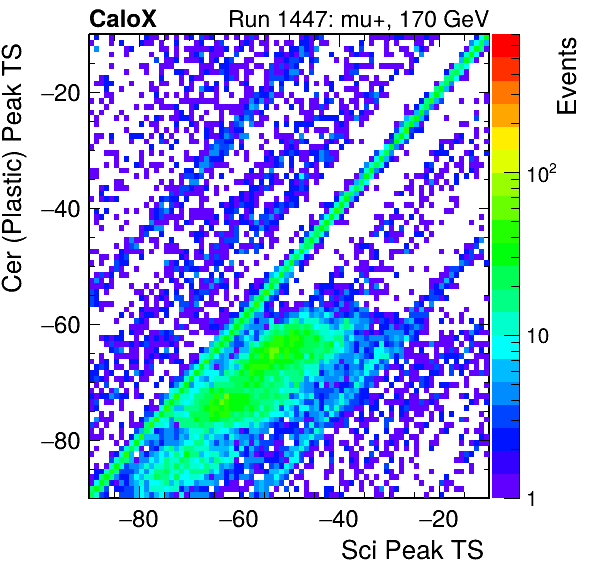 CaloX Run 1447: mu+, 170 GeV
Cer (Plastic) Peak TS
Events
−20
−40
−60
−80
10²
10
1
−80 −60 −40 −20
Sci Peak TS